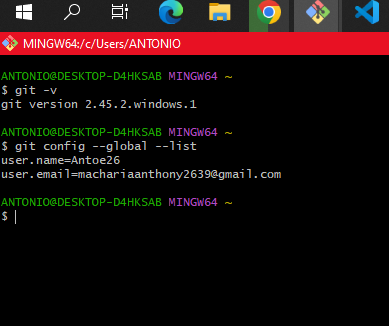 MINGW64:/c/Users/ANTONIO
ANTONIO@DESKTOP-D4HKSAB MINGW64 ~
$ git -v
git version 2.45.2.windows.1
ANTONIO@DESKTOP-D4HKSAB MINGW64 ~
$ git config --global --list
user.name=Antoe26
user.email=machariaanthony2639@gmail.com
ANTONIO@DESKTOP-D4HKSAB MINGW64 ~
$